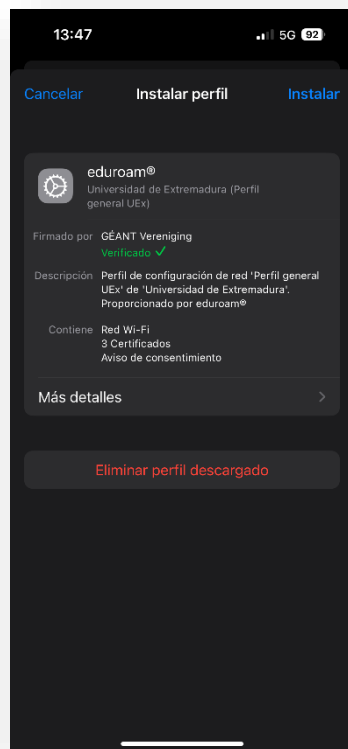 13:47
5G 92
Cancelar Instalar perfil Instalar
eduroam®
Universidad de Extremadura (Perfil
general UEx)
Firmado por GÉANT Vereniging
Verificado ✓
Descripción Perfil de configuración de red 'Perfil general
UEx' de 'Universidad de Extremadura'.
Proporcionado por eduroam®
Contiene Red Wi-Fi
3 Certificados
Aviso de consentimiento
Más detalles
Eliminar perfil descargado